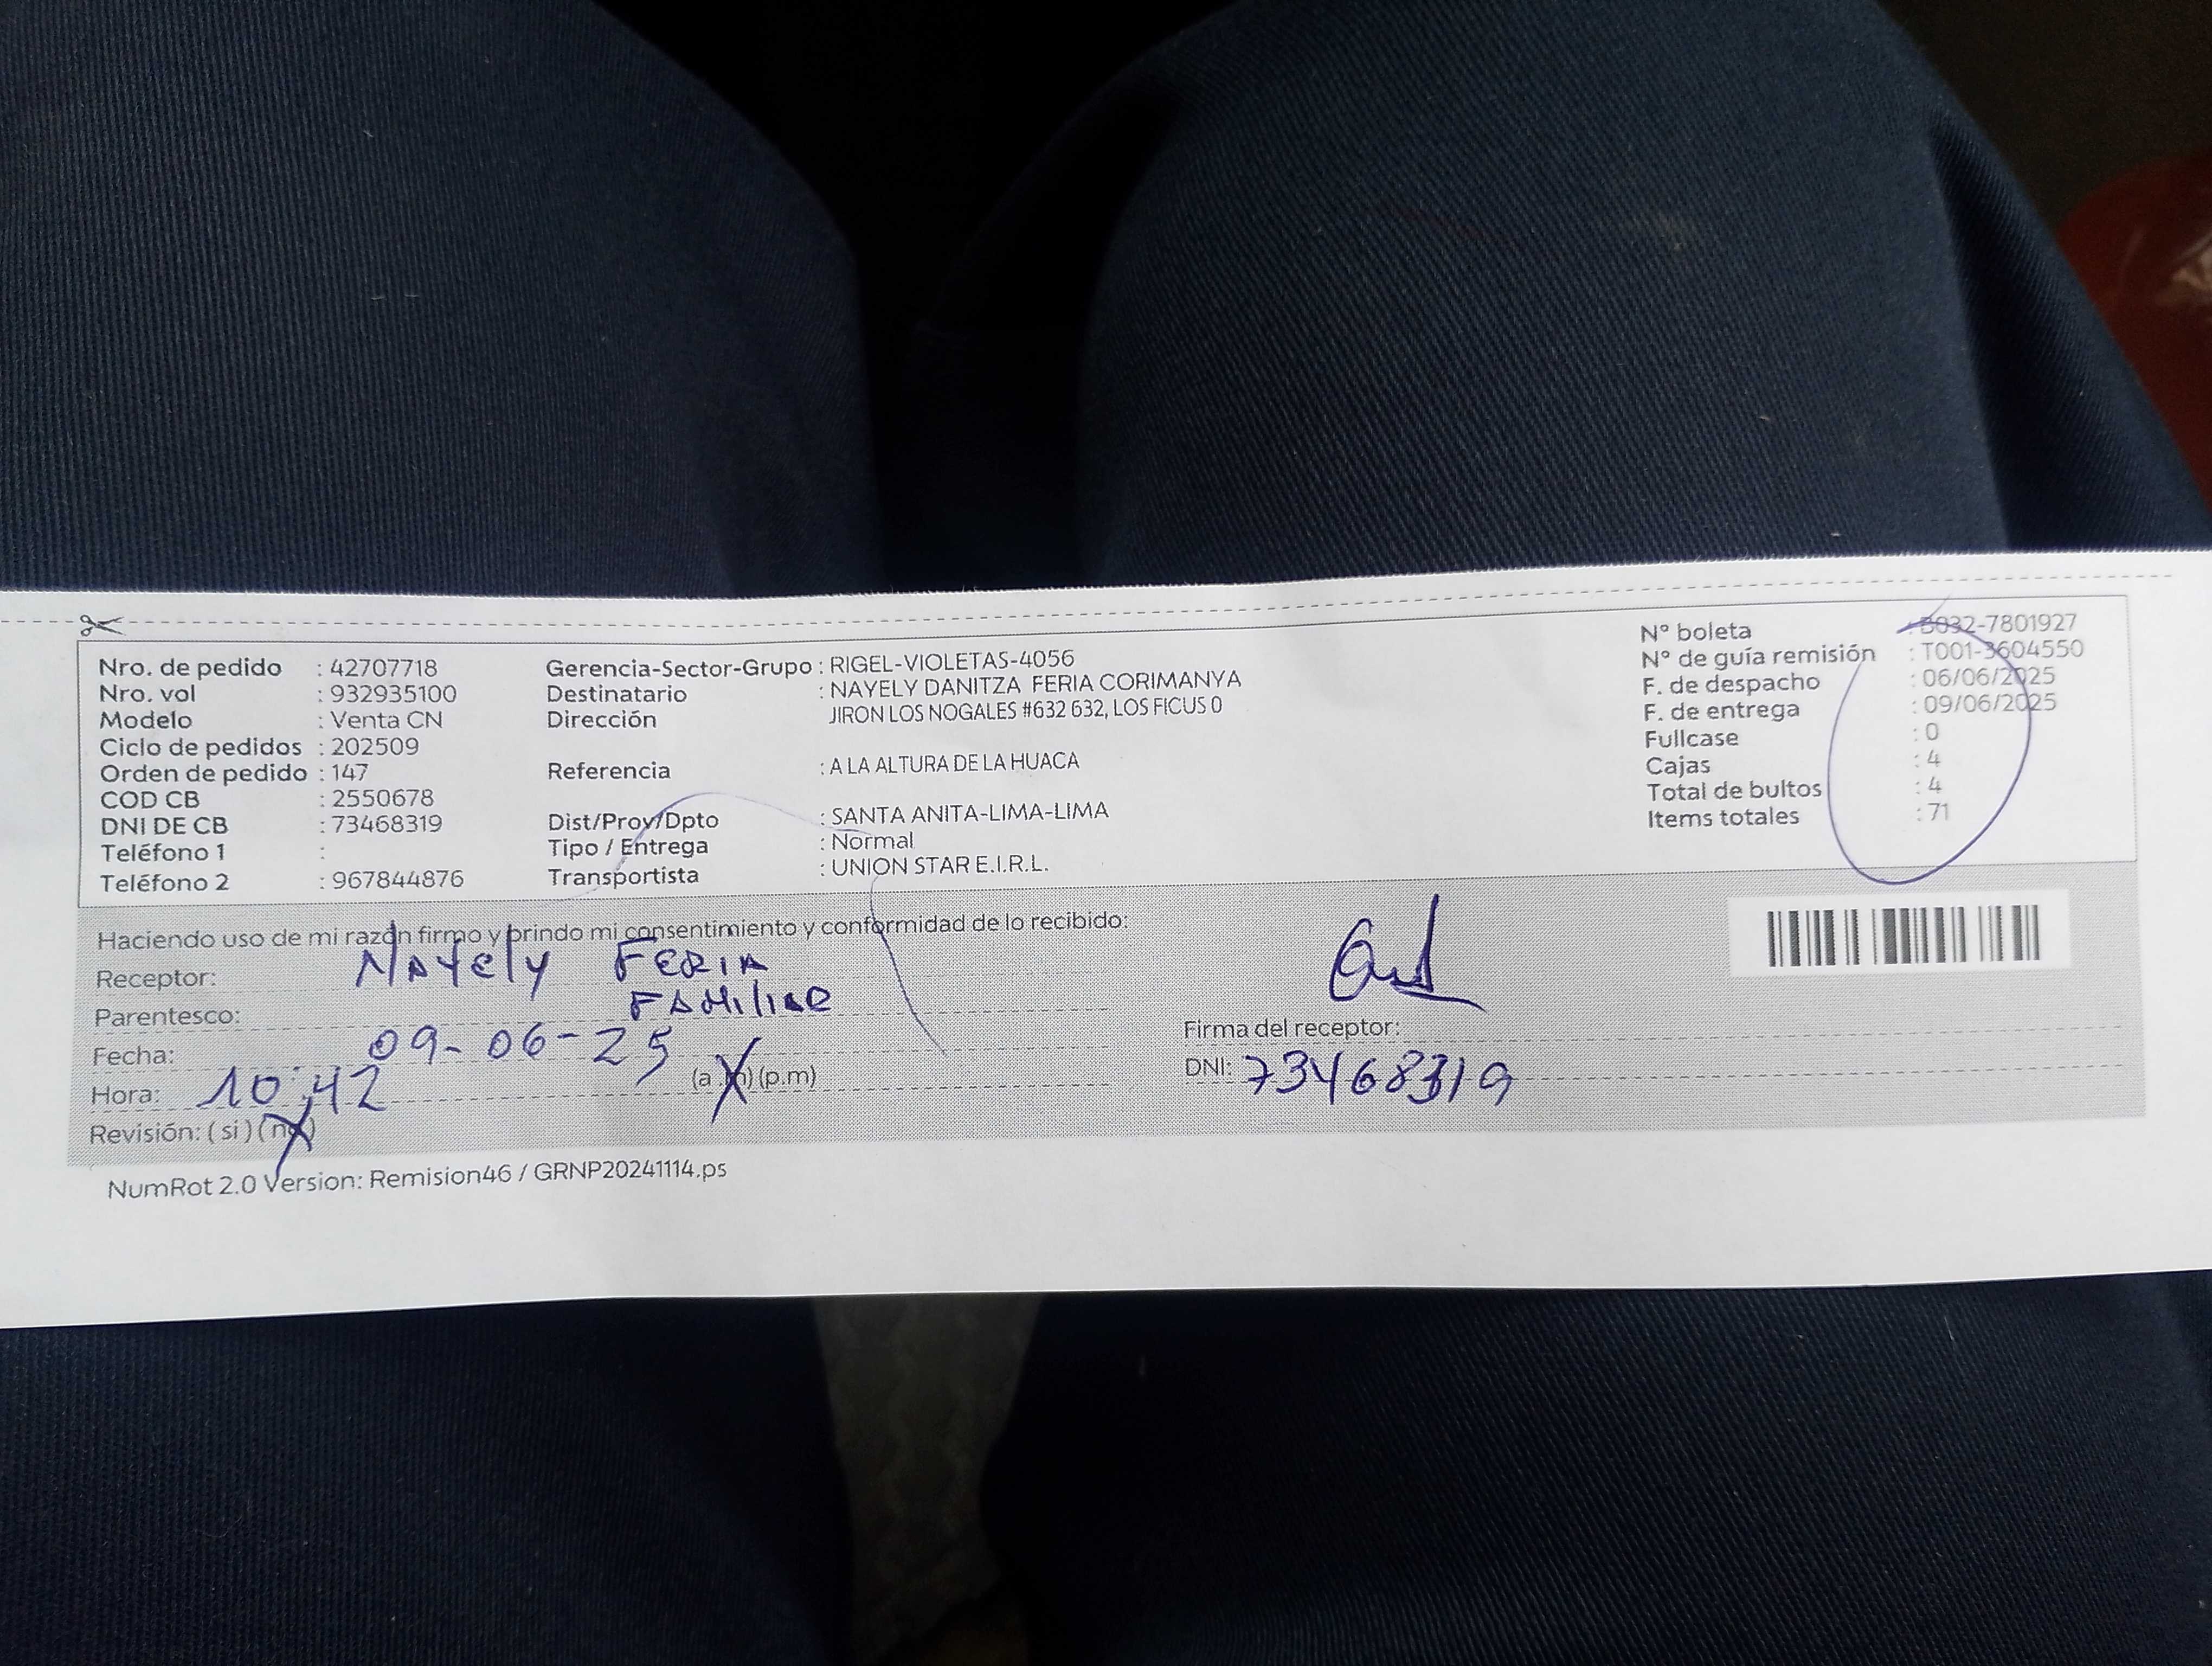 Nro. de pedido : 42707718
Nro. vol : 932935100
Modelo : Venta CN
Ciclo de pedidos : 202509
Orden de pedido : 147
COD CB : 2550678
DNI DE CB : 73468319
Teléfono 1 :
Teléfono 2 : 967844876
Gerencia-Sector-Grupo : RIGEL-VIOLETAS-4056
Destinatario : NAYELY DANITZA FERIA CORIMANYA
Dirección JIRON LOS NOGALES #632 632, LOS FICUS 0
Referencia : A LA ALTURA DE LA HUACA
Dist/Prov/Dpto : SANTA ANITA-LIMA-LIMA
Tipo / Entrega : Normal
Transportista : UNION STAR E.I.R.L.
N° boleta : B032-7801927
N° de guía remisión : T001-3604550
F. de despacho : 06/06/2025
F. de entrega : 09/06/2025
Fullcase : 0
Cajas : 4
Total de bultos : 4
Items totales : 71
Haciendo uso de mi razón firmo y brindo mi consentimiento y conformidad de lo recibido:
Receptor: NAYely FERIA
Parentesco: FAMiliAR
Fecha: 09-06-25
Hora: 10:42 (a.m) (p.m)
Revisión: ( si ) ( no )
Firma del receptor:
DNI: 73468319
NumRot 2.0 Version: Remision46 / GRNP20241114.ps